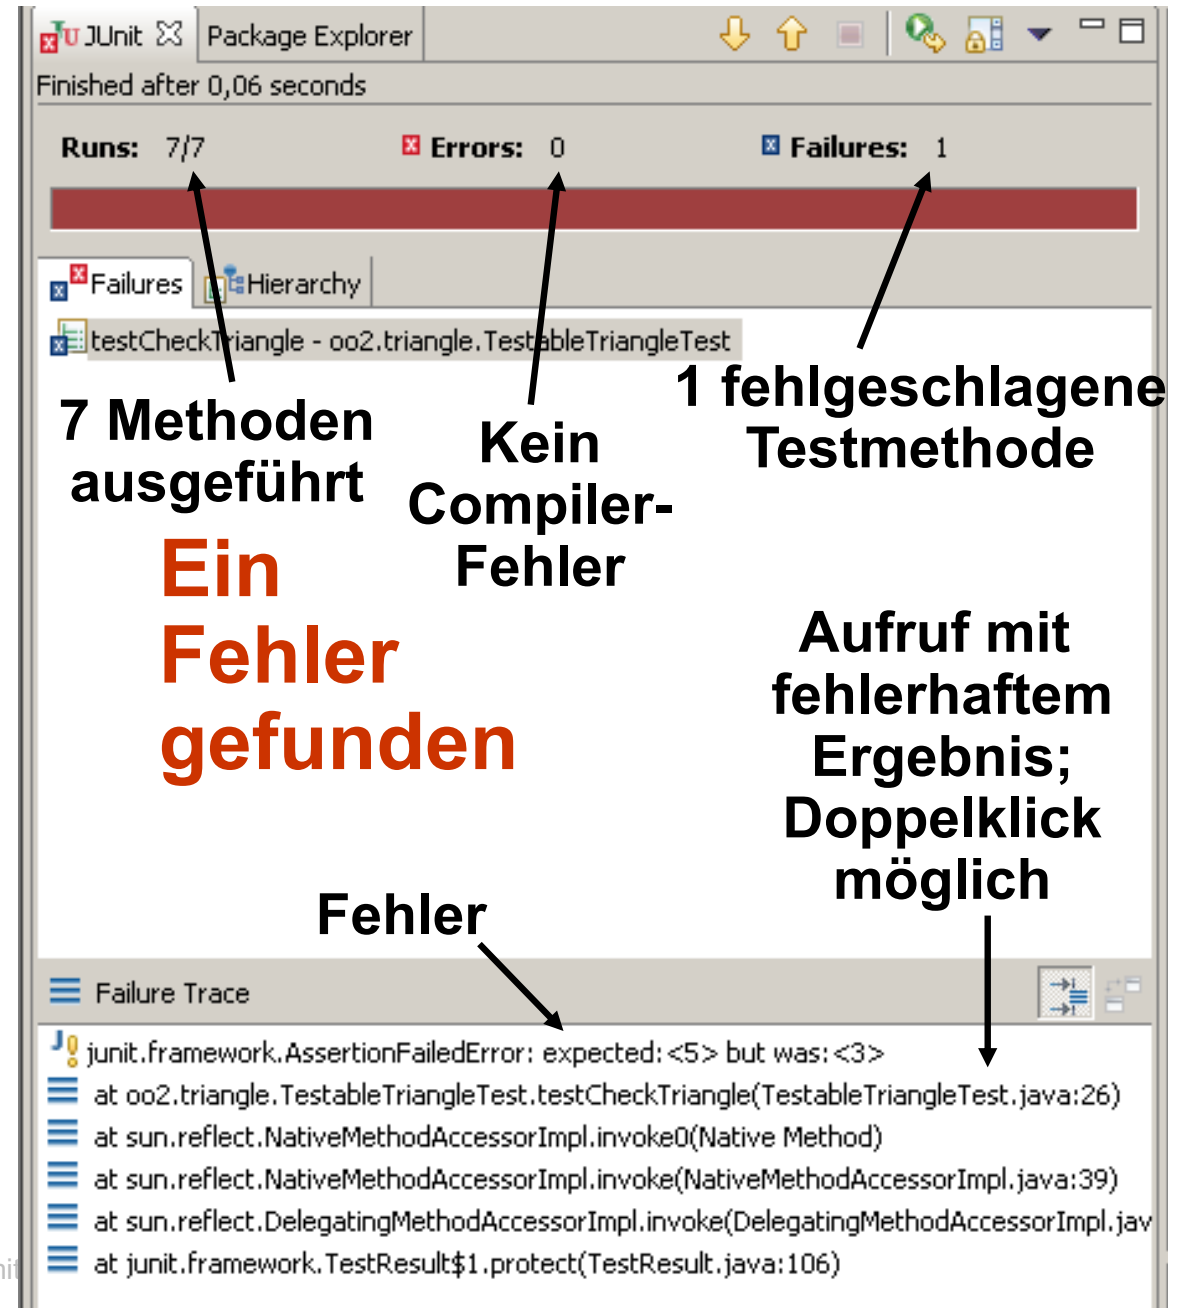 JUnit Package Explorer
Finished after 0,06 seconds
Runs: 7/7 Errors: 0 Failures: 1
Failures Hierarchy
testCheckTriangle - oo2.triangle.TestableTriangleTest
7 Methoden
ausgeführt
Kein
Compiler-
Fehler
1 fehlgeschlagene
Testmethode
Ein
Fehler
gefunden
Aufruf mit
fehlerhaftem
Ergebnis;
Doppelklick
möglich
Fehler
Failure Trace
junit.framework.AssertionFailedError: expected:<5> but was:<3>
at oo2.triangle.TestableTriangleTest.testCheckTriangle(TestableTriangleTest.java:26)
at sun.reflect.NativeMethodAccessorImpl.invoke0(Native Method)
at sun.reflect.NativeMethodAccessorImpl.invoke(NativeMethodAccessorImpl.java:39)
at sun.reflect.DelegatingMethodAccessorImpl.invoke(DelegatingMethodAccessorImpl.jav
at junit.framework.TestResult$1.protect(TestResult.java:106)